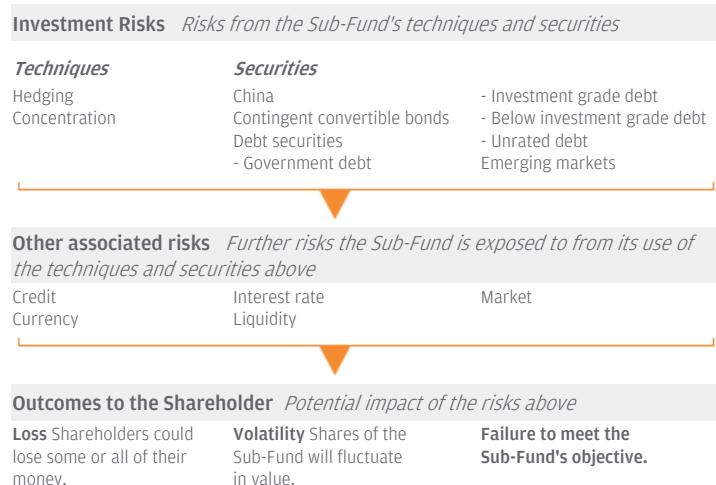 Investment Risks Risks from the Sub-Fund's techniques and securities
Techniques
Hedging
Concentration
Securities
China
Contingent convertible bonds
Debt securities
- Government debt
- Investment grade debt
- Below investment grade debt
- Unrated debt
Emerging markets
Other associated risks Further risks the Sub-Fund is exposed to from its use of
the techniques and securities above
Credit
Currency
Interest rate
Liquidity
Market
Outcomes to the Shareholder Potential impact of the risks above
Loss Shareholders could
lose some or all of their
money.
Volatility Shares of the
Sub-Fund will fluctuate
in value.
Failure to meet the
Sub-Fund's objective.